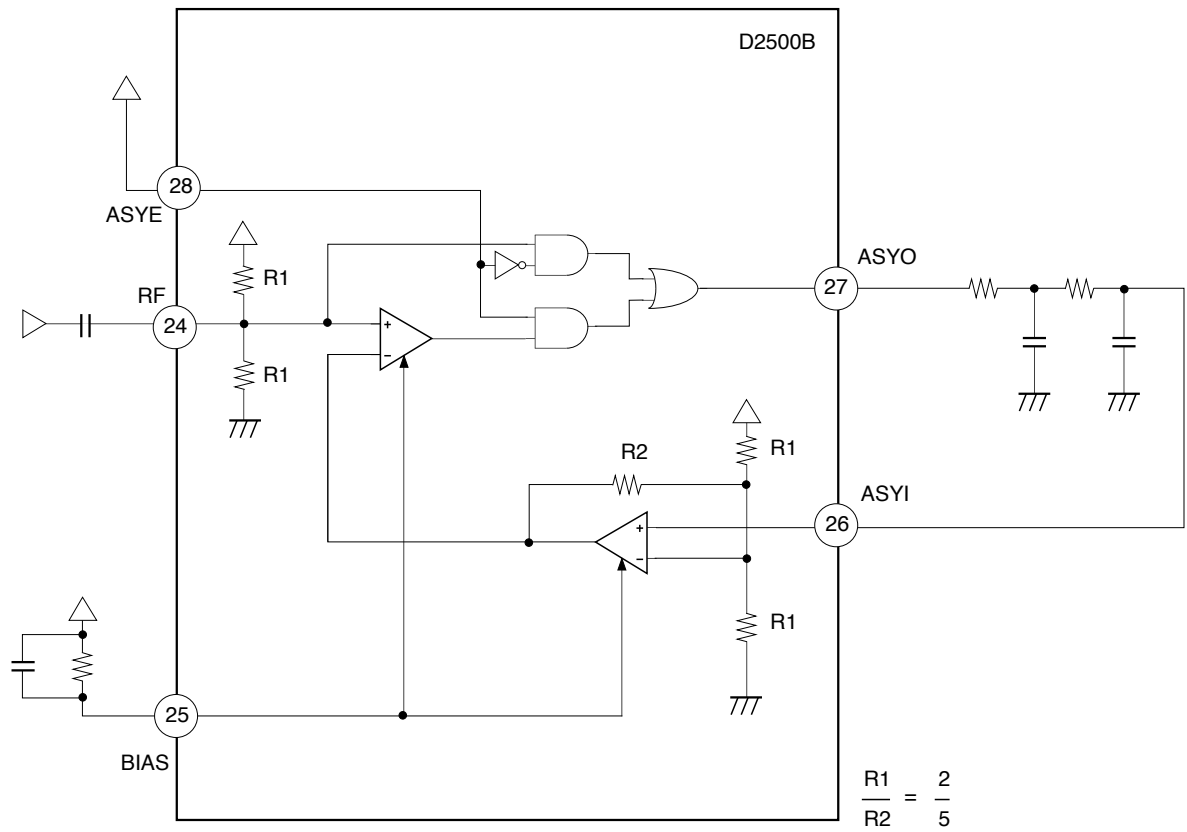 D2500B
28
ASYE
R1
RF
24
+
−
R1
ASYO
27
R2
R1
ASYI
26
+
−
R1
25
BIAS
R1
R2
=
2
5